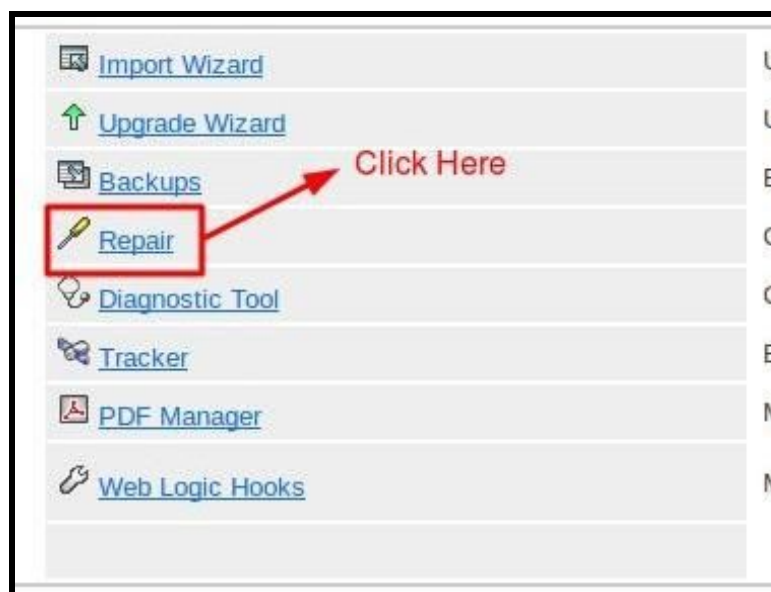 Import Wizard
Upgrade Wizard
Click Here
Backups
Repair
Diagnostic Tool
Tracker
PDF Manager
Web Logic Hooks